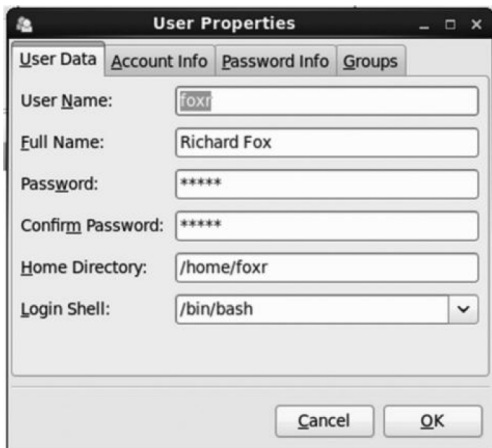 User Properties
User Data Account Info Password Info Groups
User Name: foxr
Full Name: Richard Fox
Password: *****
Confirm Password: *****
Home Directory: /home/foxr
Login Shell: /bin/bash
Cancel OK